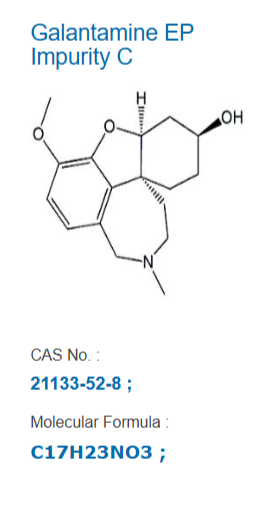 Galantamine EP
Impurity C
H
O
OH
O
N
CAS No. :
21133-52-8 ;
Molecular Formula :
C17H23NO3 ;